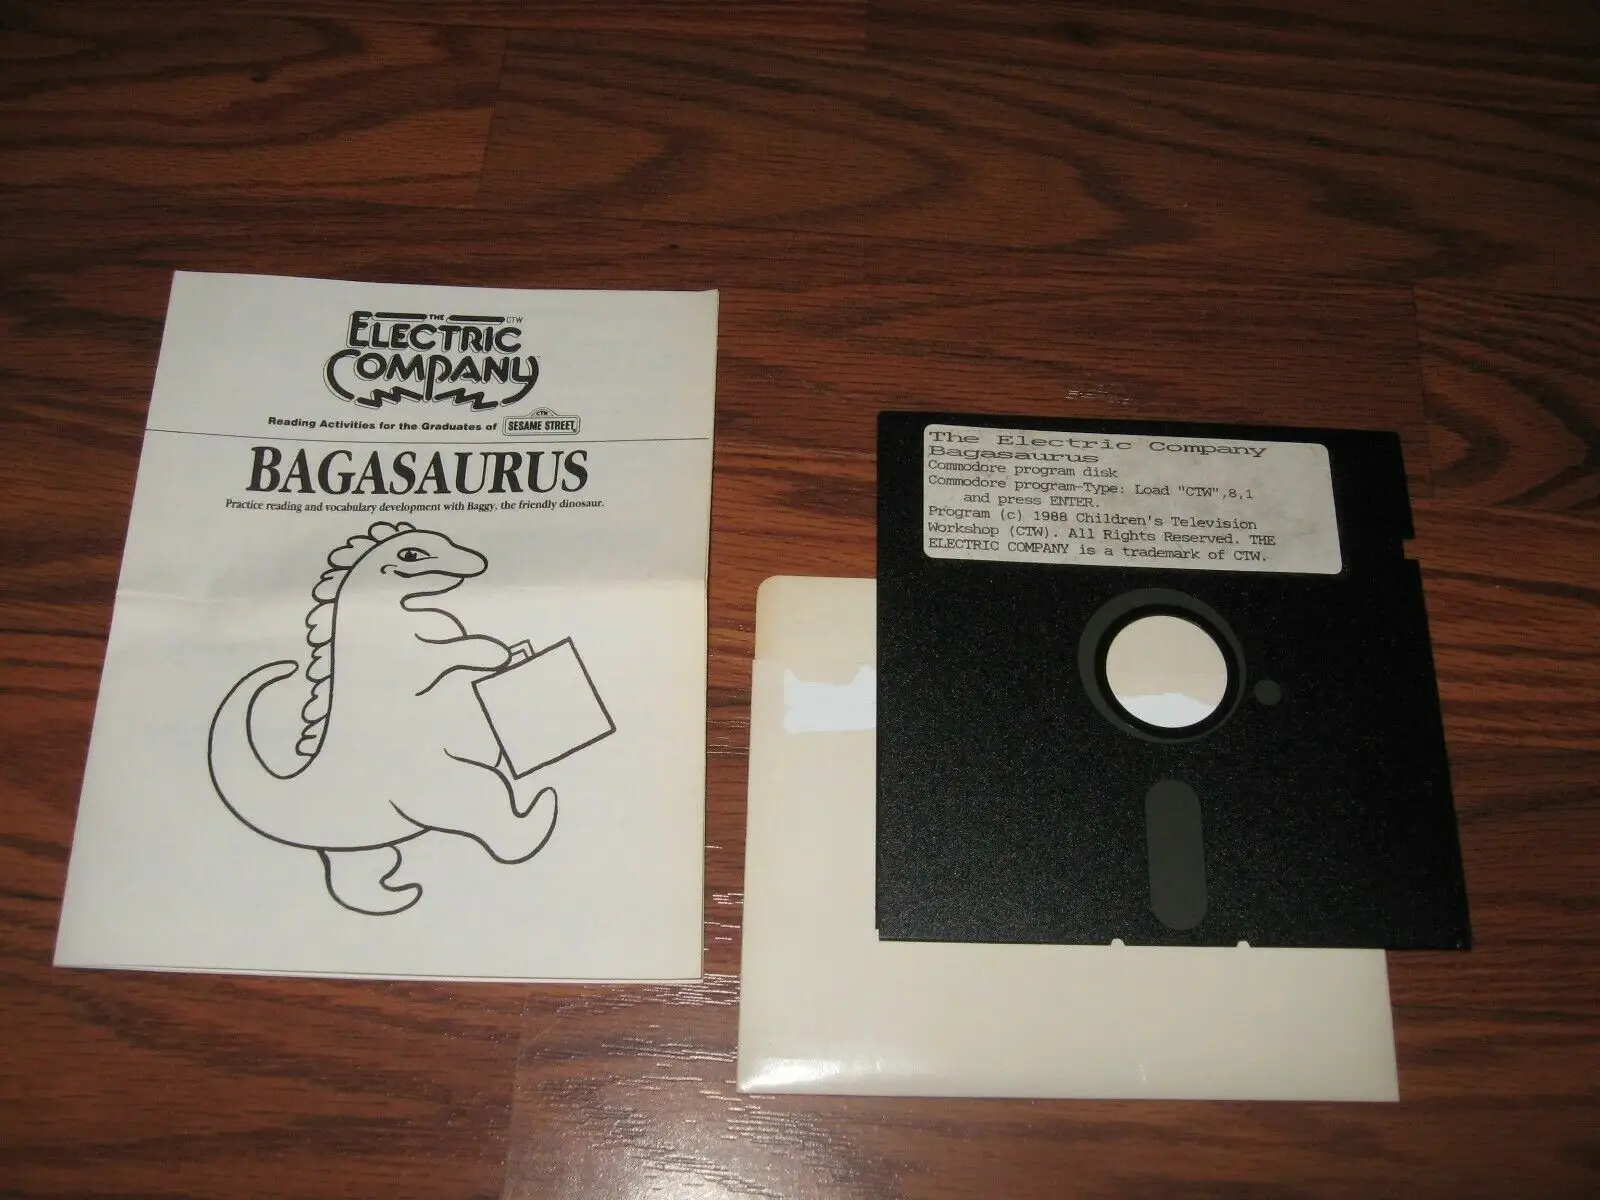 THE CTW
ELECTRIC
COMPANY
Reading Activities for the Graduates of CTW SESAME STREET
BAGASAURUS
Practice reading and vocabulary development with Baggy, the friendly dinosaur.
The Electric Company
Bagasaurus
Commodore program disk
Commodore program-Type: Load "CTW",8,1
and press ENTER.
Program (c) 1988 Children's Television
Workshop (CTW). All Rights Reserved. THE
ELECTRIC COMPANY is a trademark of CTW.